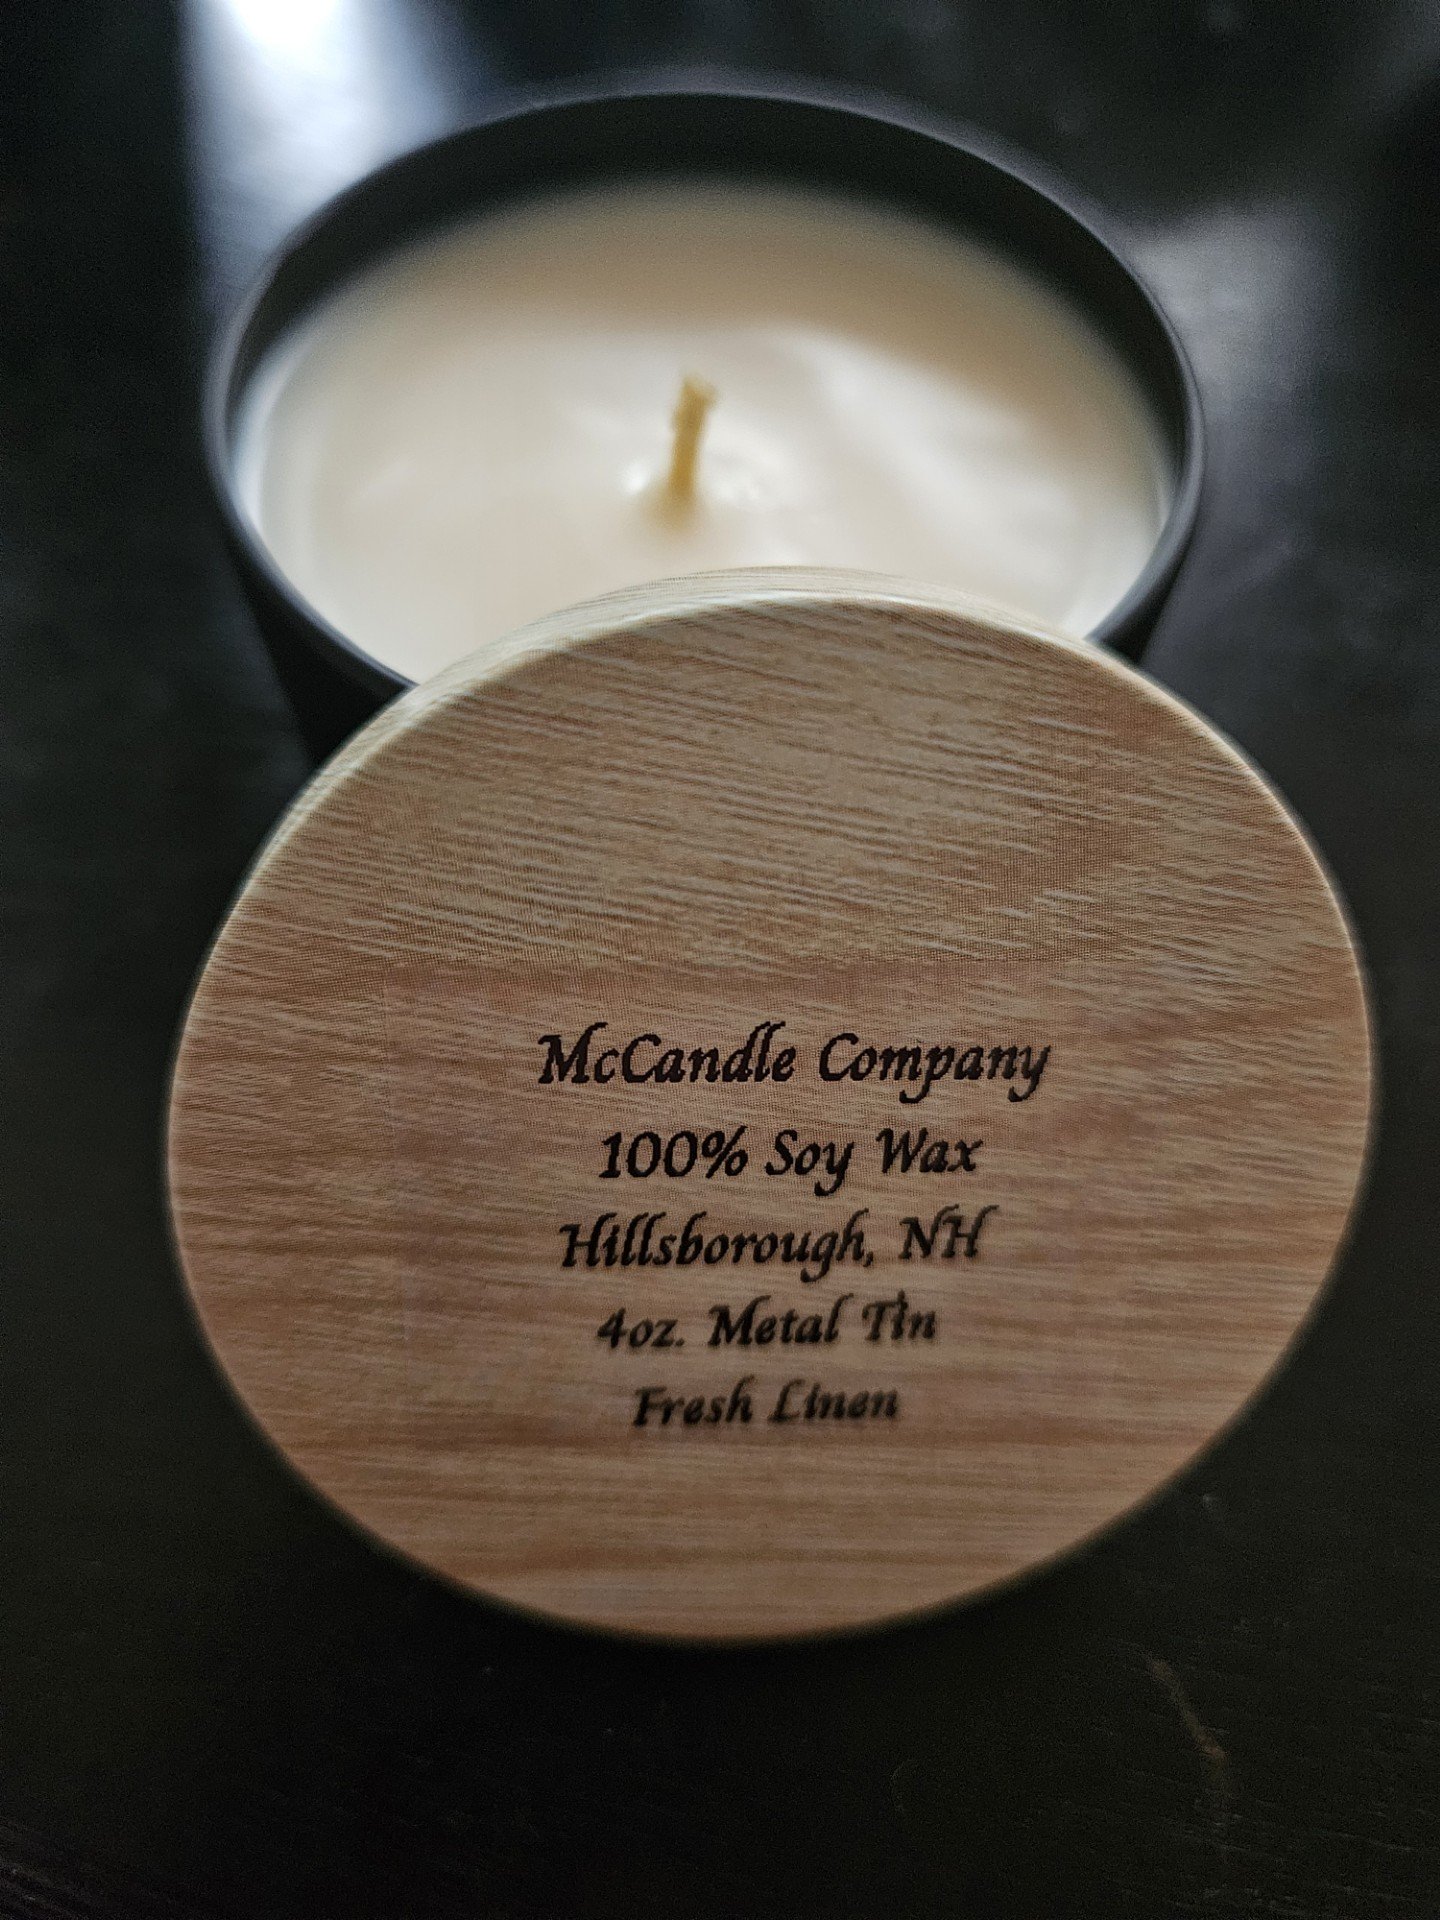 McCandle Company
100% Soy Wax
Hillsborough, NH
4oz. Metal Tin
Fresh Linen